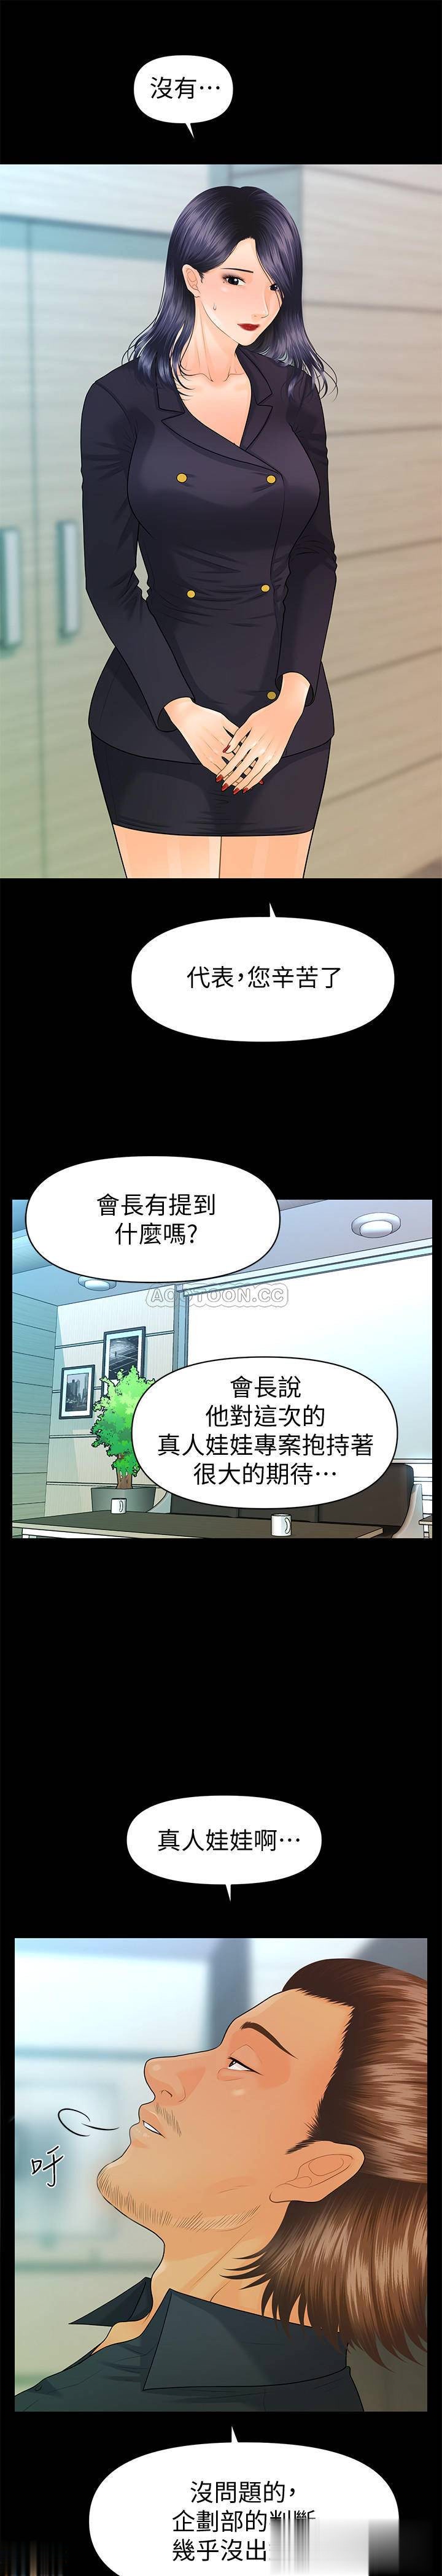 沒有⋯
代表，您辛苦了
會長有提到
什麼嗎?
會長說
他對這次的
真人娃娃專案抱持著
很大的期待⋯
真人娃娃啊⋯
吁
沒問題的，
企劃部的判斷
幾乎沒出